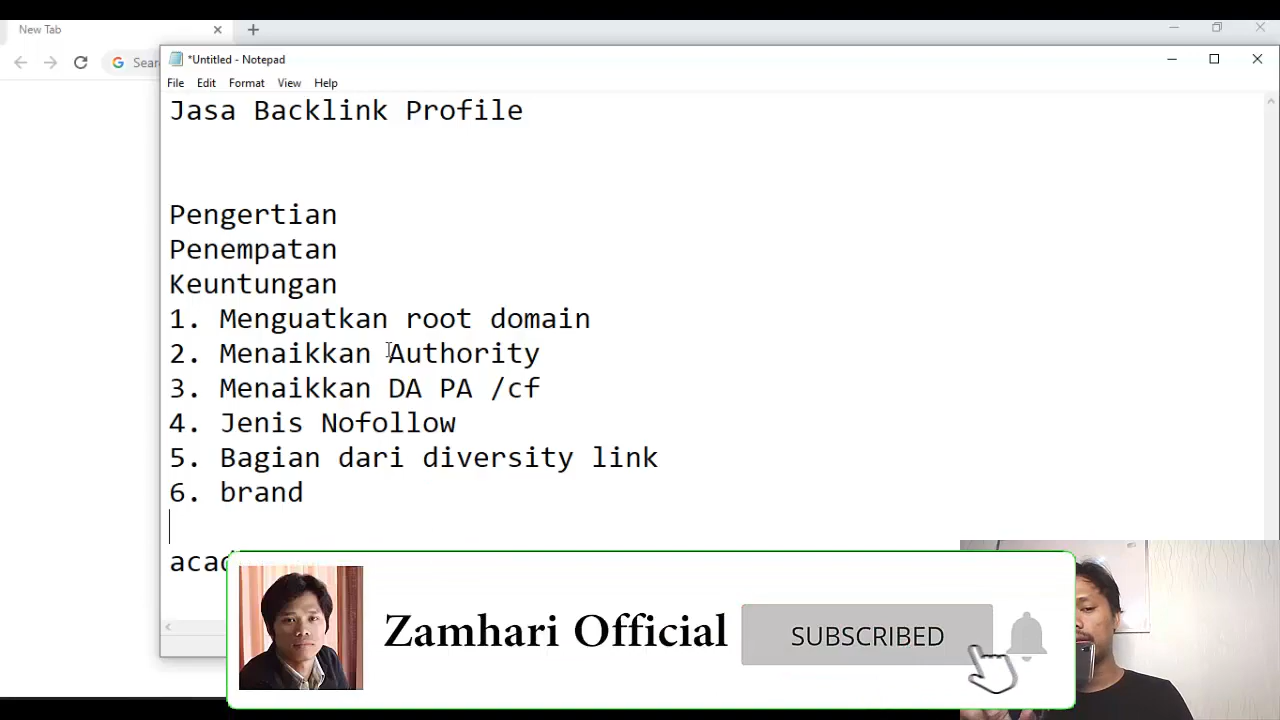 New Tab
Sear
*Untitled - Notepad
File Edit Format View Help
Jasa Backlink Profile
Pengertian
Penempatan
Keuntungan
1. Menguatkan root domain
2. Menaikkan Authority
3. Menaikkan DA PA /cf
4. Jenis Nofollow
5. Bagian dari diversity link
6. brand
Zamhari Official
SUBSCRIBED